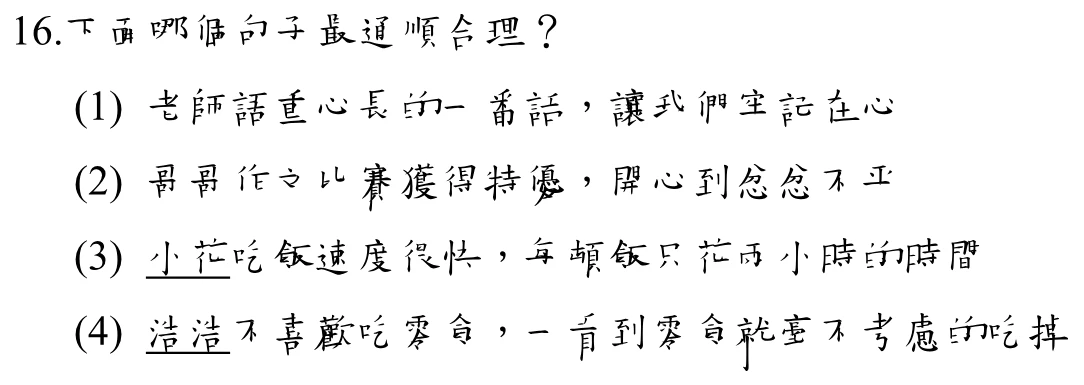 16.下面哪個句子最通順合理？
(1) 老師語重心長的一番話，讓我們牢記在心
(2) 哥哥作文比賽獲得特優，開心到忿忿不平
(3) 小花吃飯速度很快，每頓飯只花兩小時的時間
(4) 浩浩不喜歡吃零食，一看到零食就毫不考慮的吃掉